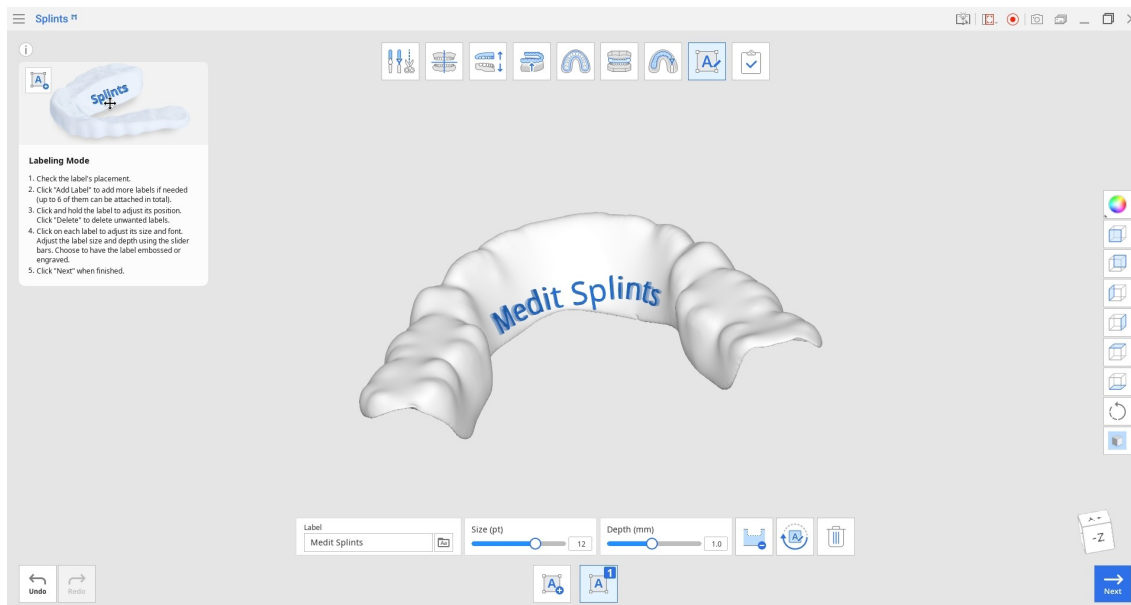 Splints
Splints
Labeling Mode
1. Check the label's placement.
2. Click "Add Label" to add more labels if needed
(up to 6 of them can be attached in total).
3. Click and hold the label to adjust its position.
Click "Delete" to delete unwanted labels.
4. Click on each label to adjust its size and font.
Adjust the label size and depth using the slider
bars. Choose to have the label embossed or
engraved.
5. Click "Next" when finished.
Medit Splints
Label
Medit Splints
Size (pt)
12
Depth (mm)
1.0
-Z
Undo
Redo
1
Next